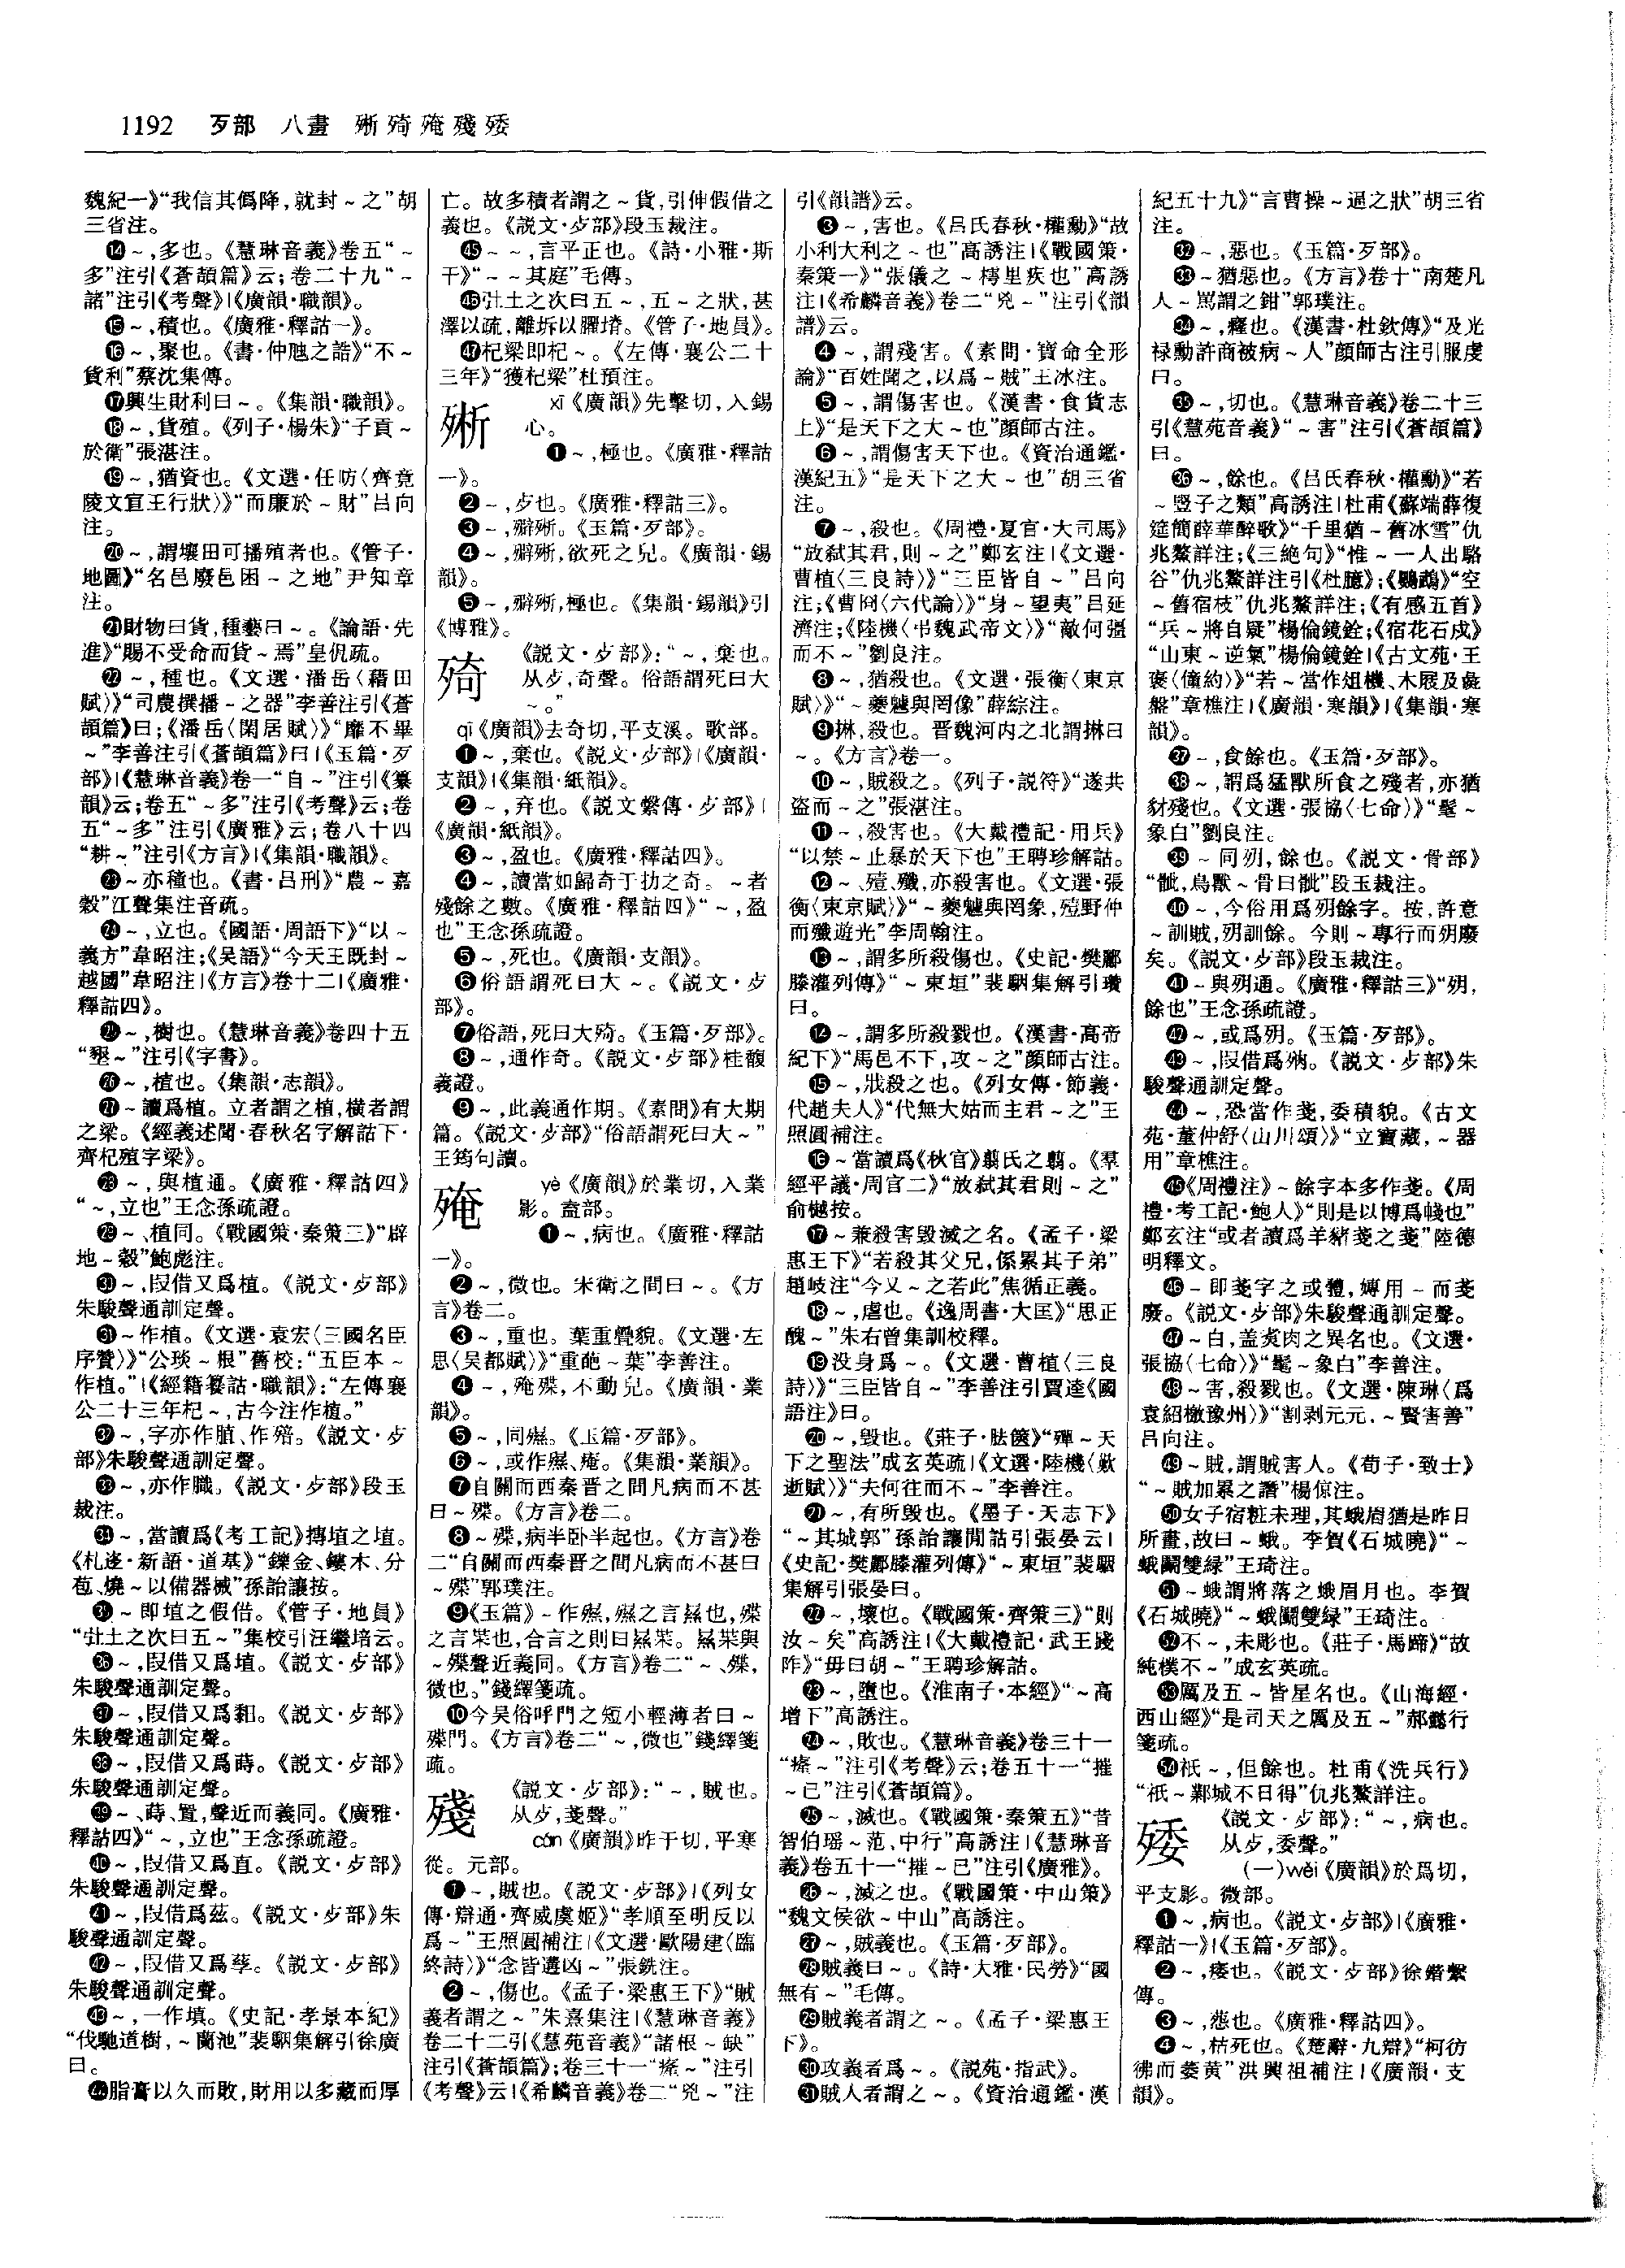 1192 歹部 八畫 㱤㱦殗殘㱣
魏紀一》“我信其僞降,就封～之”胡
三省注。
⓮～,多也。《慧琳音義》卷五“～
多”注引《蒼頡篇》云;卷二十九“～
諸”注引《考聲》|《廣韻·職韻》。
⓯～,積也。《廣雅·釋詁一》。
⓰～,聚也。《書·仲虺之誥》“不～
貨利”蔡沈集傳。
⓱興生財利曰～。《集韻·職韻》。
⓲～,貨殖。《列子·楊朱》“子貢～
於衛”張湛注。
⓳～,猶資也。《文選·任昉〈齊竟
陵文宣王行狀〉》“而廉於～財”呂向
注。
⓴～,謂壤田可播殖者也。《管子·
地圖》“名邑廢邑困～之地”尹知章
注。
㉑財物曰貨,種藝曰～。《論語·先
進》“賜不受命而貨～焉”皇侃疏。
㉒～,種也。《文選·潘岳〈藉田
賦〉》“司農撰播～之器”李善注引《蒼
頡篇》曰;《潘岳〈閑居賦〉》“靡不畢
～”李善注引《蒼頡篇》曰|《玉篇·歹
部》|《慧琳音義》卷一“自～”注引《纂
韻》云;卷五“～多”注引《考聲》云;卷
五“～多”注引《廣雅》云;卷八十四
“耕～”注引《方言》|《集韻·職韻》。
㉓～亦種也。《書·呂刑》“農～嘉
穀”江聲集注音疏。
㉔～,立也。《國語·周語下》“以～
義方”韋昭注;《吳語》“今天王既封～
越國”韋昭注|《方言》卷十二|《廣雅·
釋詁四》。
㉕～,樹也。《慧琳音義》卷四十五
“墾～”注引《字書》。
㉖～,植也。《集韻·志韻》。
㉗～讀爲植。立者謂之植,橫者謂
之梁。《經義述聞·春秋名字解詁下·
齊杞殖字梁》。
㉘～,與植通。《廣雅·釋詁四》
“～,立也”王念孫疏證。
㉙～、植同。《戰國策·秦策三》“辟
地～穀”鮑彪注。
㉚～,叚借又爲植。《説文·歺部》
朱駿聲通訓定聲。
㉛～作植。《文選·袁宏〈三國名臣
序贊〉》“公琰～根”舊校:“五臣本～
作植。”|《經籍籑詁·職韻》:“左傳襄
公二十三年杞～,古今注作植。”
㉜～,字亦作䐈、作㱴。《説文·歺
部》朱駿聲通訓定聲。
㉝～,亦作膱。《説文·歺部》段玉
裁注。
㉞～,當讀爲《考工記》摶埴之埴。
《札迻·新語·道基》“鑠金、鏤木、分
苞、燒～以備器械”孫詒讓按。
㉟～即埴之假借。《管子·地員》
“壯土之次曰五～”集校引汪繼培云。
㊱～,叚借又爲埴。《説文·歺部》
朱駿聲通訓定聲。
㊲～,叚借又爲䵑。《説文·歺部》
朱駿聲通訓定聲。
㊳～,叚借又爲蒔。《説文·歺部》
朱駿聲通訓定聲。
㊴～、蒔、置,聲近而義同。《廣雅·
釋詁四》“～,立也”王念孫疏證。
㊵～,叚借又爲直。《説文·歺部》
朱駿聲通訓定聲。
㊶～,叚借爲茲。《説文·歺部》朱
駿聲通訓定聲。
㊷～,叚借又爲孳。《説文·歺部》
朱駿聲通訓定聲。
㊸～,一作填。《史記·孝景本紀》
“伐馳道樹,～蘭池”裴駰集解引徐廣
曰。
㊹脂膏以久而敗,財用以多藏而厚
亡。故多積者謂之～貨,引伸假借之
義也。《説文·歺部》段玉裁注。
㊺～,言平正也。《詩·小雅·斯
干》“～～其庭”毛傳。
㊻壯土之次曰五～,五～之狀,甚
澤以疏,離坼以臞塉。《管子·地員》。
㊼杞梁即杞～。《左傳·襄公二十
三年》“獲杞梁”杜預注。
㱤 xī《廣韻》先擊切,入錫
心。
❶～,極也。《廣雅·釋詁
一》。
❷～,歺也。《廣雅·釋詁三》。
❸～,㱸㱤。《玉篇·歹部》。
❹～,㱸㱤,欲死之皃。《廣韻·錫
韻》。
❺～,㱸㱤,極也。《集韻·錫韻》引
《博雅》。
㱦 《説文·歺部》:“～,棄也。
从歺,奇聲。俗語謂死曰大
～。”
qī《廣韻》去奇切,平支溪。歌部。
❶～,棄也。《説文·歺部》|《廣韻·
支韻》|《集韻·紙韻》。
❷～,弃也。《説文繫傳·歺部》|
《廣韻·紙韻》。
❸～,盈也。《廣雅·釋詁四》。
❹～,讀當如歸奇于扐之奇。～者
殘餘之數。《廣雅·釋詁四》“～,盈
也”王念孫疏證。
❺～,死也。《廣韻·支韻》。
❻俗語謂死曰大～。《説文·歺
部》。
❼俗語,死曰大㱦。《玉篇·歹部》。
❽～,通作奇。《説文·歺部》桂馥
義證。
❾～,此義通作期。《素問》有大期
篇。《説文·歺部》“俗語謂死曰大～”
王筠句讀。
殗 yè《廣韻》於業切,入業
影。盍部。
❶～,病也。《廣雅·釋詁
一》。
❷～,微也。宋衛之間曰～。《方
言》卷二。
❸～,重也。葉重疊貌。《文選·左
思〈吴都賦〉》“重葩～葉”李善注。
❹～,殗殜,不動皃。《廣韻·業
韻》。
❺～,同㱀。《玉篇·歹部》。
❻～,或作㱀、痷。《集韻·業韻》。
❼自關而西秦晉之間凡病而不甚
曰～殜。《方言》卷二。
❽～殜,病半卧半起也。《方言》卷
二“自關而西秦晉之間凡病而不甚曰
～殜”郭璞注。
❾《玉篇》～作㱀,㱀之言㬎也,殜
之言枼也,合言之則曰㬎枼。㬎枼與
～殜聲近義同。《方言》卷二“～、殜,
微也。”錢繹箋疏。
❿今吴俗呼門之短小輕薄者曰～
殜門。《方言》卷二“～,微也”錢繹箋
疏。
殘 《説文·歺部》:“～,賊也。
从歺,戔聲。”
cán《廣韻》昨干切,平寒
從。元部。
❶～,賊也。《説文·歺部》|《列女
傳·辯通·齊威虞姬》“孝順至明反以
爲～”王照圓補注|《文選·歐陽建〈臨
終詩〉》“念皆遘凶～”張銑注。
❷～,傷也。《孟子·梁惠王下》“賊
義者謂之～”朱熹集注|《慧琳音義》
卷二十二引《慧苑音義》“諸根～缺”
注引《蒼頡篇》;卷三十一“瘵～”注引
《考聲》云|《希麟音義》卷二“兇～”注
引《韻譜》云。
❸～,害也。《吕氏春秋·權勳》“故
小利大利之～也”高誘注|《戰國策·
秦策一》“張儀之～樗里疾也”高誘
注|《希麟音義》卷二“兇～”注引《韻
譜》云。
❹～,謂殘害。《素問·寶命全形
論》“百姓聞之,以爲～賊”王冰注。
❺～,謂傷害也。《漢書·食貨志
上》“是天下之大～也”顔師古注。
❻～,謂傷害天下也。《資治通鑑·
漢紀五》“是天下之大～也”胡三省
注。
❼～,殺也。《周禮·夏官·大司馬》
“放弑其君,則～之”鄭玄注|《文選·
曹植〈三良詩〉》“三臣皆自～”吕向
注;《曹冏〈六代論〉》“身～望夷”吕延
濟注;《陸機〈弔魏武帝文〉》“敵何彊
而不～”劉良注。
❽～,猶殺也。《文選·張衡〈東京
賦〉》“～夔魖與罔像”薛綜注。
❾惏,殺也。晉魏河内之北謂惏曰
～。《方言》卷一。
❿～,賊殺之。《列子·説符》“遂共
盜而～之”張湛注。
⓫～,殺害也。《大戴禮記·用兵》
“以禁～止暴於天下也”王聘珍解詁。
⓬～、殪、殲,亦殺害也。《文選·張
衡〈東京賦〉》“～夔魖與罔象,殪野仲
而殲遊光”李周翰注。
⓭～,謂多所殺傷也。《史記·樊酈
滕灌列傳》“～東垣”裴駰集解引瓚
曰。
⓮～,謂多所殺戮也。《漢書·高帝
紀下》“馬邑不下,攻～之”顔師古注。
⓯～,戕殺之也。《列女傳·節義·
代趙夫人》“代無大姑而主君～之”王
照圓補注。
⓰～當讀爲《秋官》翦氏之翦。《羣
經平議·周官二》“放弑其君則～之”
俞樾按。
⓱～兼殺害毀滅之名。《孟子·梁
惠王下》“若殺其父兄,係累其子弟”
趙岐注“今又～之若此”焦循正義。
⓲～,虐也。《逸周書·大匡》“思正
醜～”朱右曾集訓校釋。
⓳没身爲～。《文選·曹植〈三良
詩〉》“三臣皆自～”李善注引賈逵《國
語注》曰。
⓴～,毁也。《莊子·胠篋》“殫～天
下之聖法”成玄英疏|《文選·陸機〈歎
逝賦〉》“夫何往而不～”李善注。
㉑～,有所毁也。《墨子·天志下》
“～其城郭”孫詒讓閒詁引張晏云|
《史記·樊酈滕灌列傳》“～東垣”裴駰
集解引張晏曰。
㉒～,壞也。《戰國策·齊策三》“則
汝～矣”高誘注|《大戴禮記·武王踐
阼》“毋曰胡～”王聘珍解詁。
㉓～,墮也。《淮南子·本經》“～高
增下”高誘注。
㉔～,敗也。《慧琳音義》卷三十一
“瘵～”注引《考聲》云;卷五十一“摧
～已”注引《蒼頡篇》。
㉕～,滅也。《戰國策·秦策五》“昔
智伯瑶～范、中行”高誘注|《慧琳音
義》卷五十一“摧～已”注引《廣雅》。
㉖～,滅之也。《戰國策·中山策》
“魏文侯欲～中山”高誘注。
㉗～,賊義也。《玉篇·歹部》。
㉘賊義曰～。《詩·大雅·民勞》“國
無有～”毛傳。
㉙賊義者謂之～。《孟子·梁惠王
下》。
㉚攻義者爲～。《説苑·指武》。
㉛賊人者謂之～。《資治通鑑·漢
紀五十九》“言曹操～逼之狀”胡三省
注。
㉜～,惡也。《玉篇·歹部》。
㉝～猶惡也。《方言》卷十“南楚凡
人～駡謂之鉗”郭璞注。
㉞～,癃也。《漢書·杜欽傳》“及光
禄勳許商被病～人”顔師古注引服虔
曰。
㉟～,切也。《慧琳音義》卷二十三
引《慧苑音義》“～害”注引《蒼頡篇》
曰。
㊱～,餘也。《吕氏春秋·權勳》“若
～豎子之類”高誘注|杜甫《蘇端薛復
筵簡薛華醉歌》“千里猶～舊冰雪”仇
兆鰲詳注;《三絶句》“惟～一人出駱
谷”仇兆鰲詳注引《杜臆》;《鸚鵡》“空
～舊宿枝”仇兆鰲詳注;《有感五首》
“兵～將自疑”楊倫鏡銓;《宿花石戍》
“山東～逆氣”楊倫鏡銓|《古文苑·王
褒〈僮約〉》“若～當作俎機、木屐及彘
盤”章樵注|《廣韻·寒韻》|《集韻·寒
韻》。
㊲～,食餘也。《玉篇·歹部》。
㊳～,謂爲猛獸所食之殘者,亦猶
豺殘也。《文選·張協〈七命〉》“髦～
象白”劉良注。
㊴～同㱚,餘也。《説文·骨部》
“骴,鳥獸～骨曰骴”段玉裁注。
㊵～,今俗用爲㱚餘字。按,許意
～訓賊,㱚訓餘。今則～專行而㱚廢
矣。《説文·歺部》段玉裁注。
㊶～與㱚通。《廣雅·釋詁三》“㱚,
餘也”王念孫疏證。
㊷～,或爲㱚。《玉篇·歹部》。
㊸～,叚借爲㱚。《説文·歺部》朱
駿聲通訓定聲。
㊹～,恐當作戔,委積貌。《古文
苑·董仲舒〈山川頌〉》“立寶藏,～器
用”章樵注。
㊺《周禮注》～餘字本多作戔。《周
禮·考工記·鮑人》“則是以博爲帴也”
鄭玄注“或者讀爲羊豬戔之戔”陸德
明釋文。
㊻～即戔字之或體,嫥用～而戔
廢。《説文·歺部》朱駿聲通訓定聲。
㊼～白,盖炙肉之異名也。《文選·
張協〈七命〉》“髦～象白”李善注。
㊽～害,殺戮也。《文選·陳琳〈爲
袁紹檄豫州〉》“割剥元元,～賢害善”
吕向注。
㊾～賊,謂賊害人。《荀子·致士》
“～賊加累之譖”楊倞注。
㊿女子宿粧未理,其蛾眉猶是昨日
所畫,故曰～蛾。李賀《石城曉》“～
蛾鬭雙緑”王琦注。
51～蛾謂將落之蛾眉月也。李賀
《石城曉》“～蛾鬭雙緑”王琦注。
52不～,未彫也。《莊子·馬蹄》“故
純樸不～”成玄英疏。
53厲及五～皆星名也。《山海經·
西山經》“是司天之厲及五～”郝懿行
箋疏。
54祇～,但餘也。杜甫《洗兵行》
“祇～鄴城不日得”仇兆鰲詳注。
㱣 《説文·歺部》:“～,病也。
从歺,委聲。”
(一)wěi《廣韻》於爲切,
平支影。微部。
❶～,病也。《説文·歺部》|《廣雅·
釋詁一》|《玉篇·歹部》。
❷～,痿也。《説文·歺部》徐鍇繫
傳。
❸～,葱也。《廣雅·釋詁四》。
❹～,枯死也。《楚辭·九辯》“柯彷
彿而萎黄”洪興祖補注|《廣韻·支
韻》。